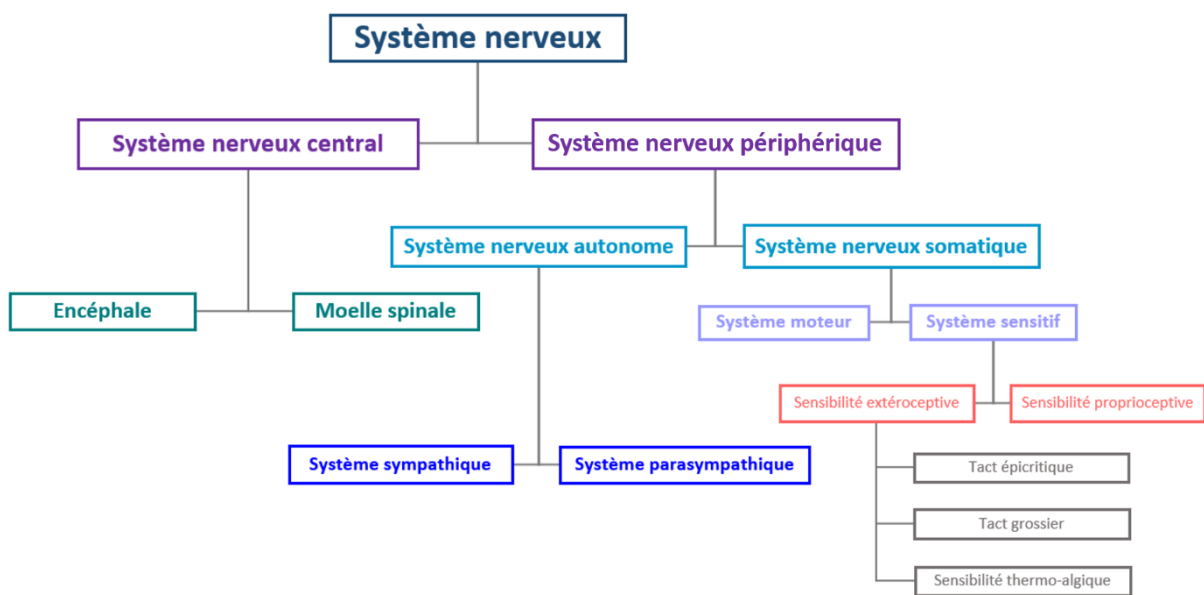 Système nerveux
Système nerveux central
Système nerveux périphérique
Système nerveux autonome
Système nerveux somatique
Encéphale
Moelle spinale
Système moteur
Système sensitif
Sensibilité extéroceptive
Sensibilité proprioceptive
Système sympathique
Système parasympathique
Tact épicritique
Tact grossier
Sensibilité thermo-algique